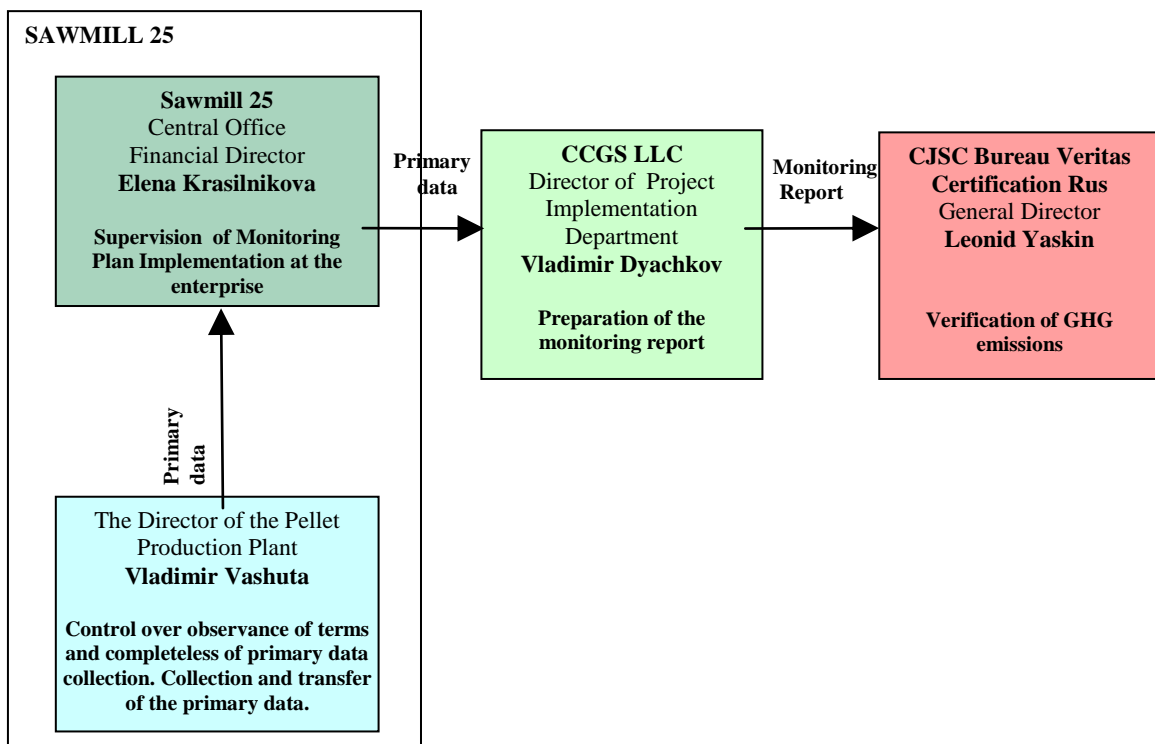 SAWMILL 25
Sawmill 25
Central Office
Financial Director
Elena Krasilnikova
Supervision of Monitoring
Plan Implementation at the
enterprise
Primary
data
CCGS LLC
Director of Project
Implementation
Department
Vladimir Dyachkov
Preparation of the
monitoring report
Monitoring
Report
CJSC Bureau Veritas
Certification Rus
General Director
Leonid Yaskin
Verification of GHG
emissions
Primary
data
The Director of the Pellet
Production Plant
Vladimir Vashuta
Control over observance of terms
and completeless of primary data
collection. Collection and transfer
of the primary data.